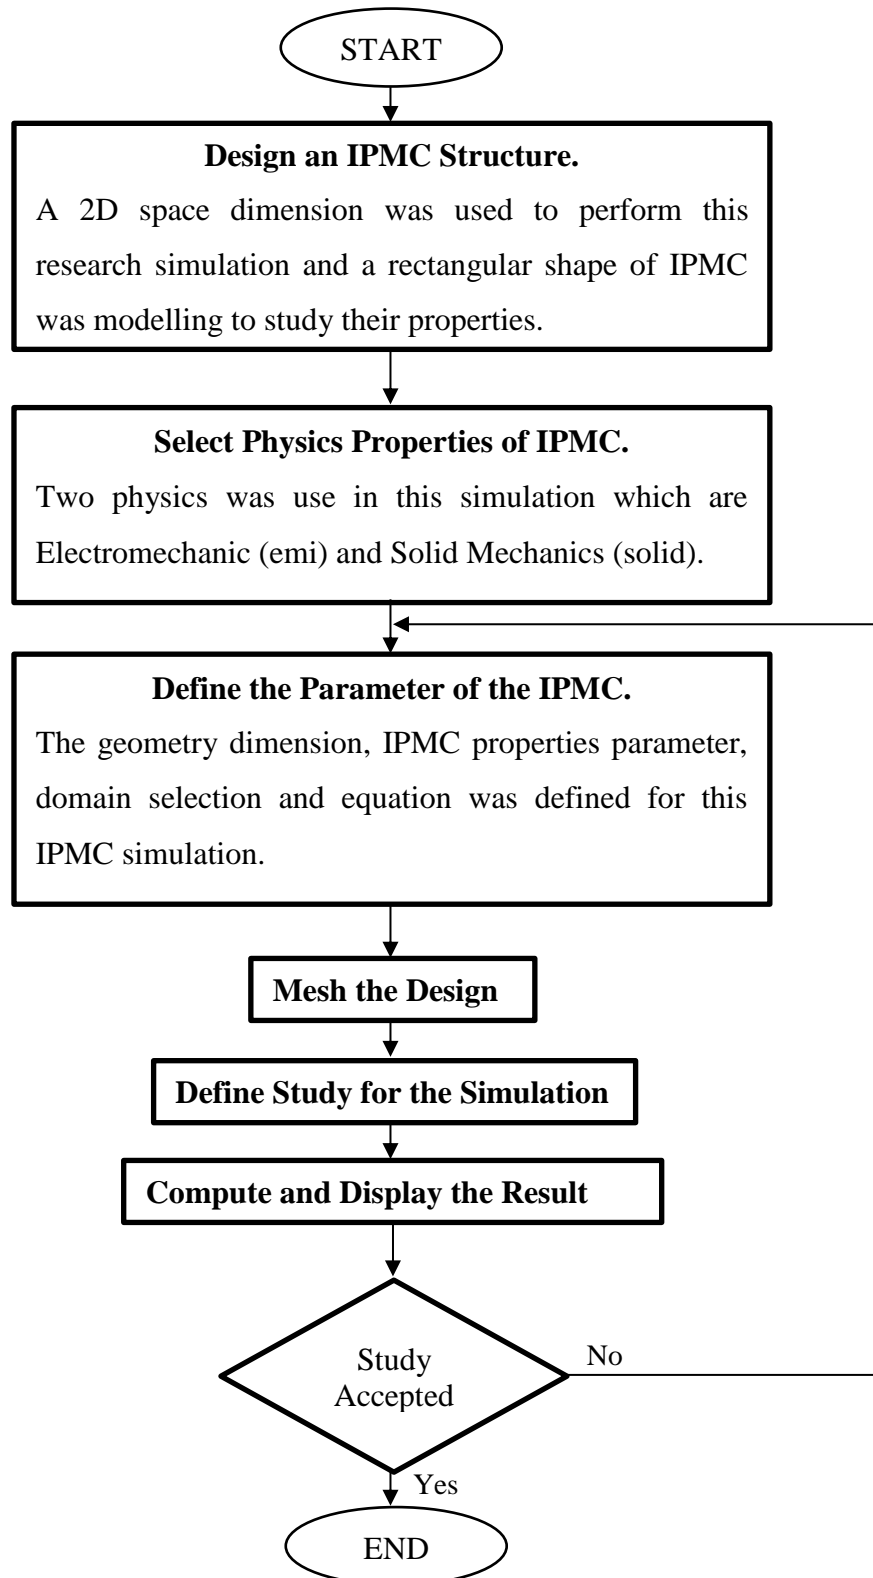 START
Design an IPMC Structure.
A 2D space dimension was used to perform this
research simulation and a rectangular shape of IPMC
was modelling to study their properties.
Select Physics Properties of IPMC.
Two physics was use in this simulation which are
Electromechanic (emi) and Solid Mechanics (solid).
Define the Parameter of the IPMC.
The geometry dimension, IPMC properties parameter,
domain selection and equation was defined for this
IPMC simulation.
Mesh the Design
Define Study for the Simulation
Compute and Display the Result
Study
Accepted
No
Yes
END